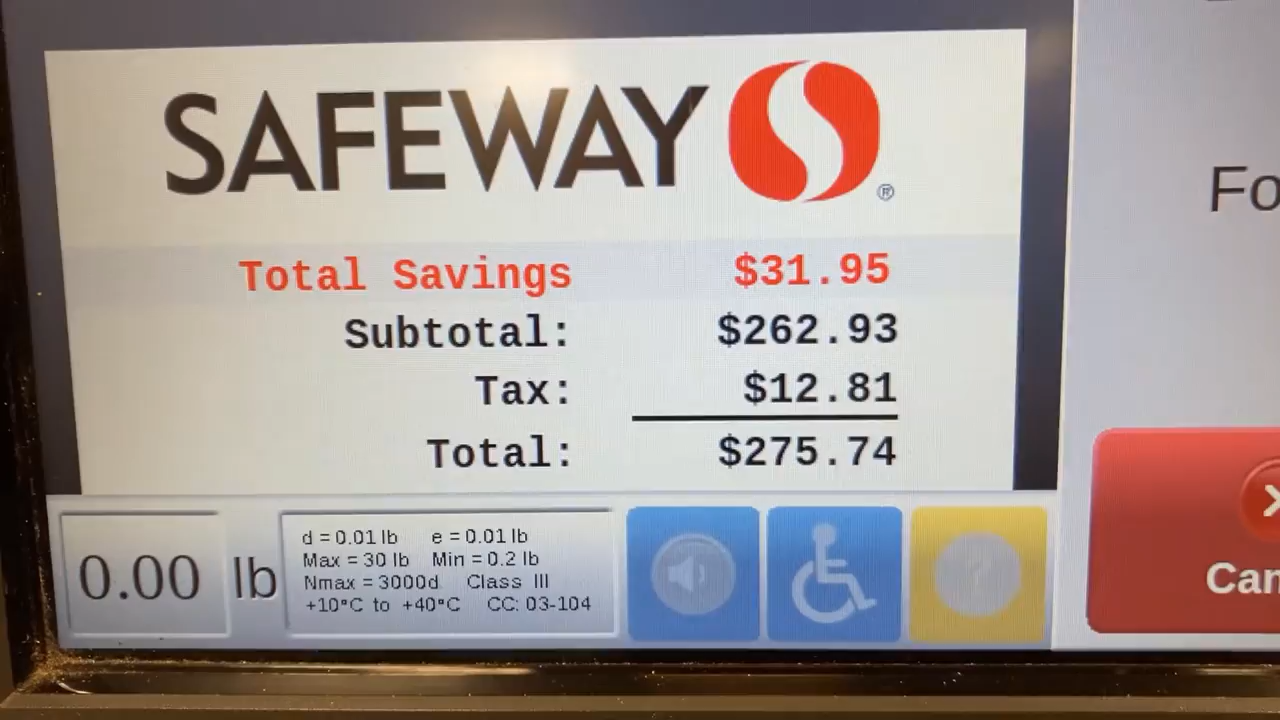 SAFEWAY ®
Total Savings $31.95
Subtotal: $262.93
Tax: $12.81
Total: $275.74
0.00 lb
d = 0.01 lb e = 0.01 lb
Max = 30 lb Min = 0.2 lb
Nmax = 3000d Class III
+10°C to +40°C CC: 03-104
?
Fo
Can